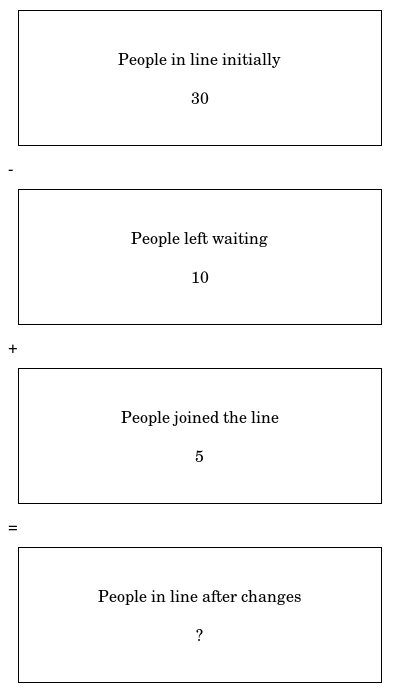 People in line initially
30
-
People left waiting
10
+
People joined the line
5
=
People in line after changes
?